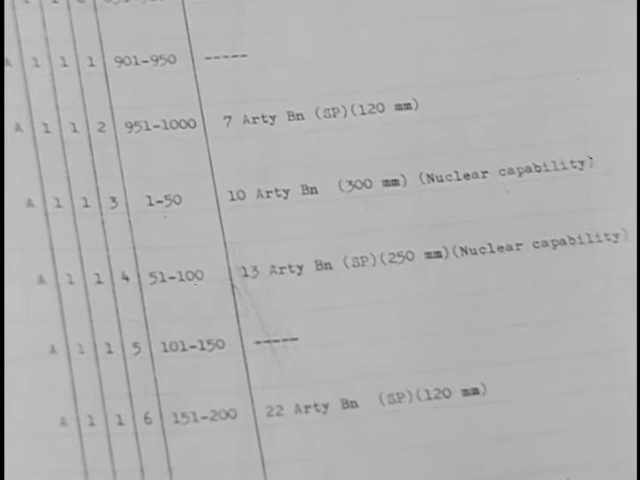 A 1 1 1 901-950 -----
A 1 1 2 951-1000 7 Arty Bn (SP)(120 mm)
A 1 1 3 1-50 10 Arty Bn (300 mm) (Nuclear capability)
A 1 1 4 51-100 13 Arty Bn (SP)(250 mm)(Nuclear capability)
A 1 1 5 101-150 -----
A 1 1 6 151-200 22 Arty Bn (SP)(120 mm)